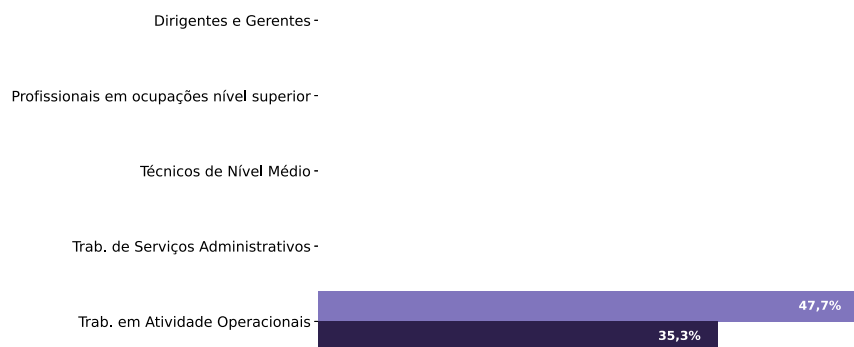 Dirigentes e Gerentes
Profissionais em ocupações nível superior
Técnicos de Nível Médio
Trab. de Serviços Administrativos
47,7%
Trab. em Atividade Operacionais
35,3%